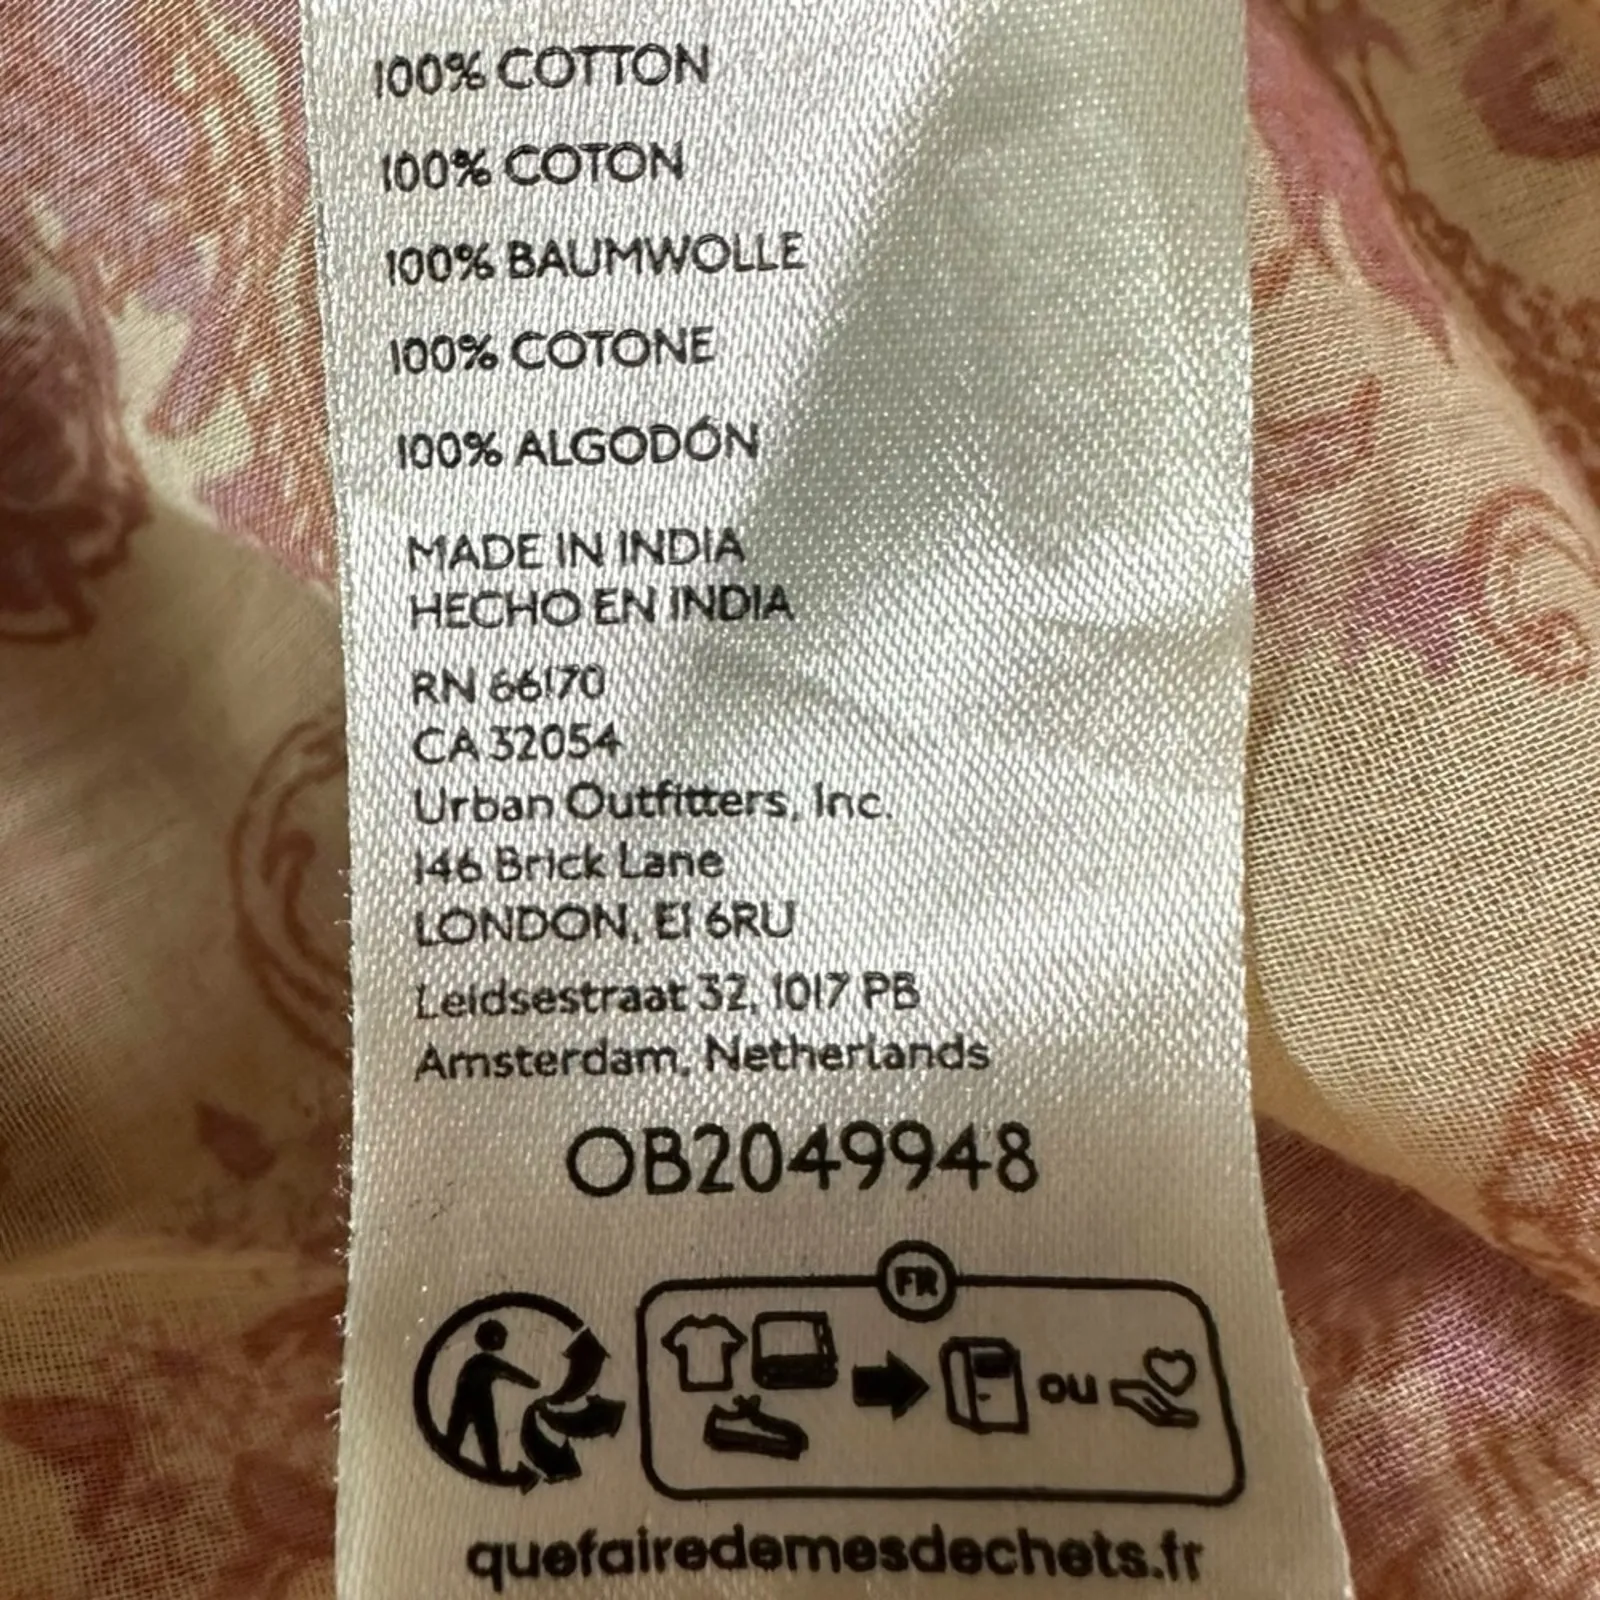 100% COTTON
100% COTON
100% BAUMWOLLE
100% COTONE
100% ALGODÓN
MADE IN INDIA
HECHO EN INDIA
RN 66170
CA 32054
Urban Outfitters, Inc.
146 Brick Lane
LONDON, E1 6RU
Leidsestraat 32, 1017 PB
Amsterdam, Netherlands
OB2049948
FR
ou
quefairedemesdechets.fr